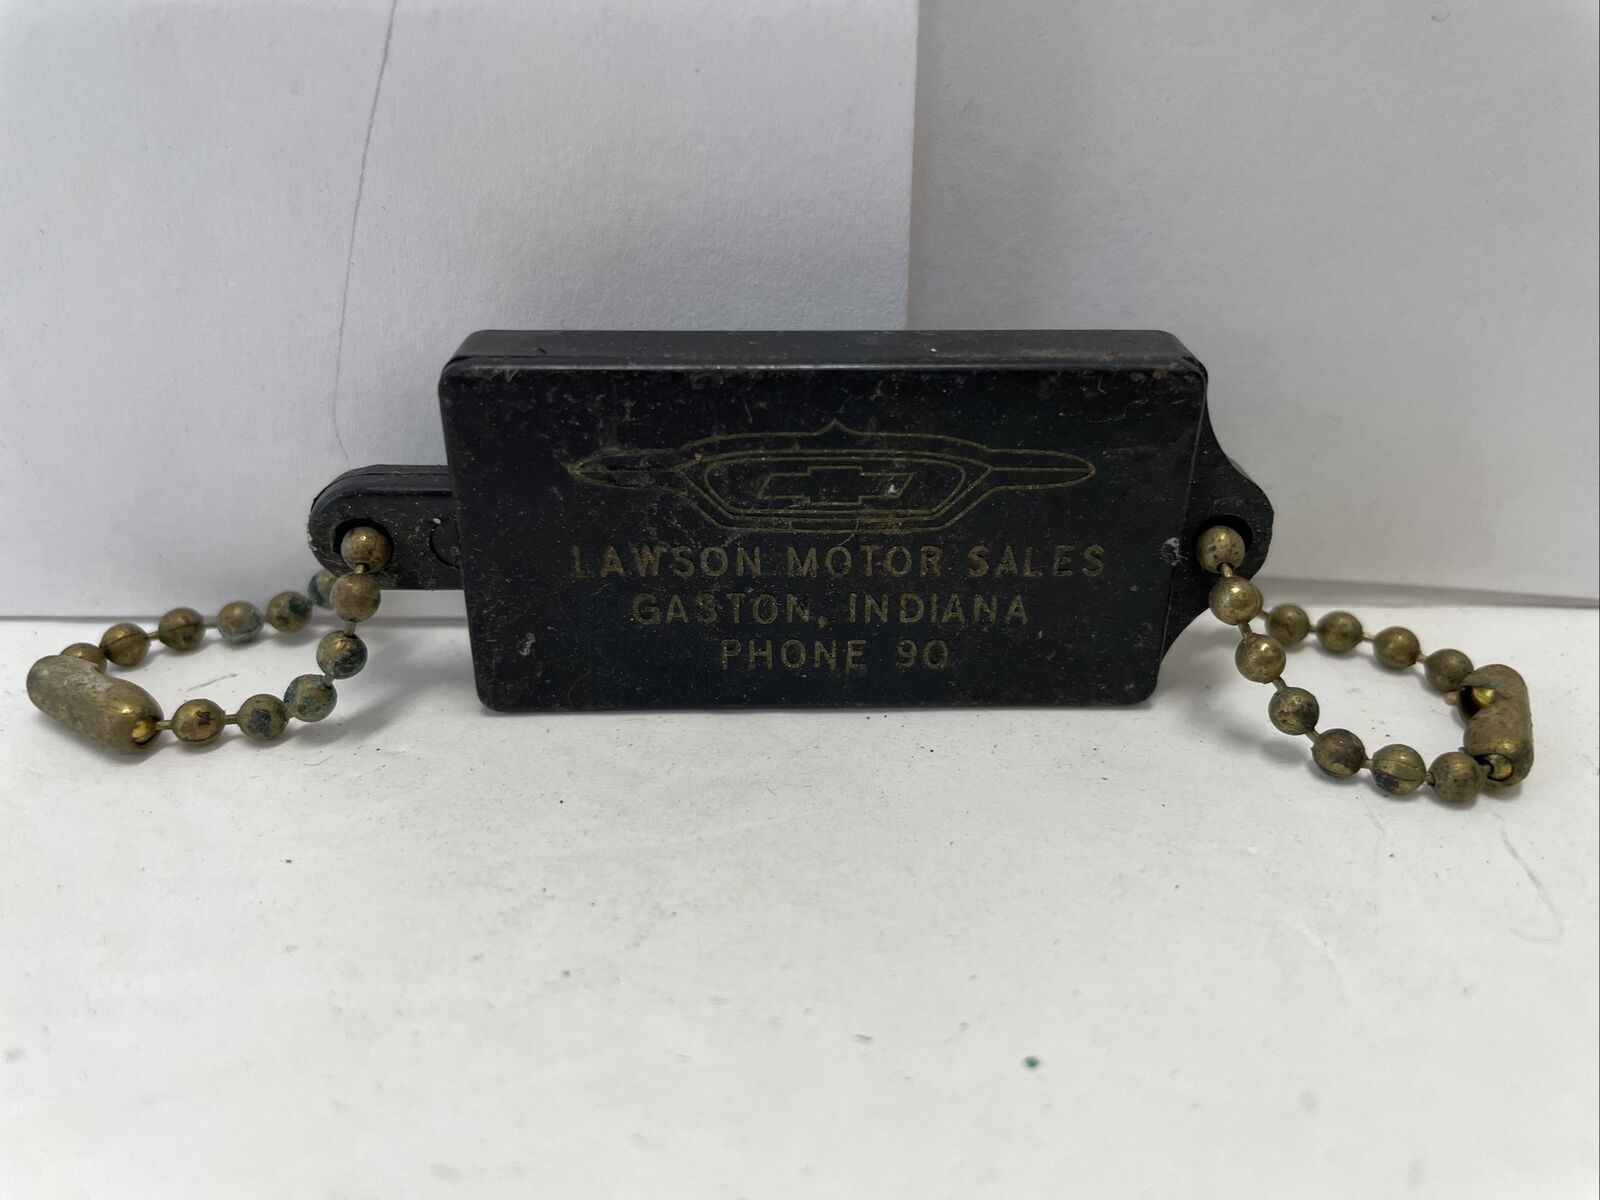 LAWSON MOTOR SALES
GASTON, INDIANA
PHONE 90